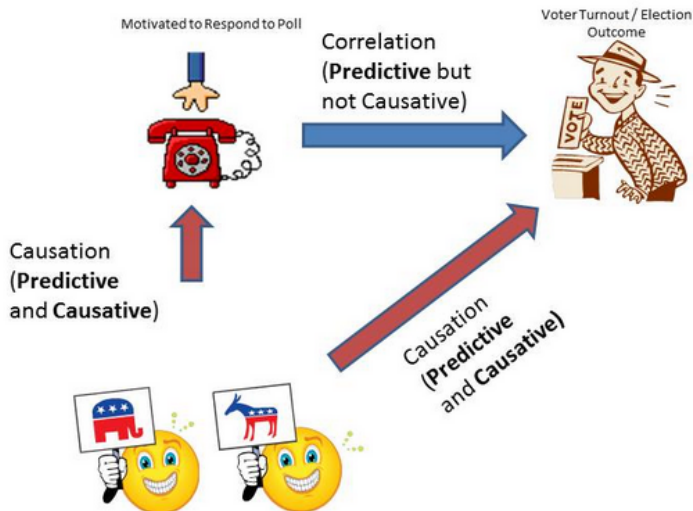 Motivated to Respond to Poll
Voter Turnout / Election
Outcome
Correlation
(Predictive but
not Causative)
VOTE
Causation
(Predictive
and Causative)
Causation
(Predictive
and Causative)